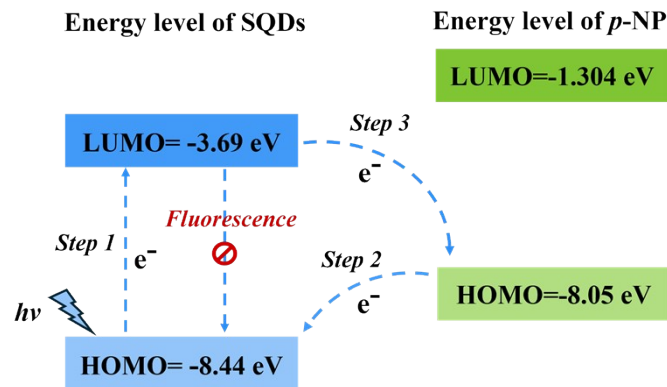 Energy level of SQDs
Energy level of p-NP
LUMO=-1.304 eV
LUMO= -3.69 eV
Step 3
e⁻
Fluorescence
Step 1
e⁻
Step 2
e⁻
HOMO=-8.05 eV
hv
HOMO= -8.44 eV